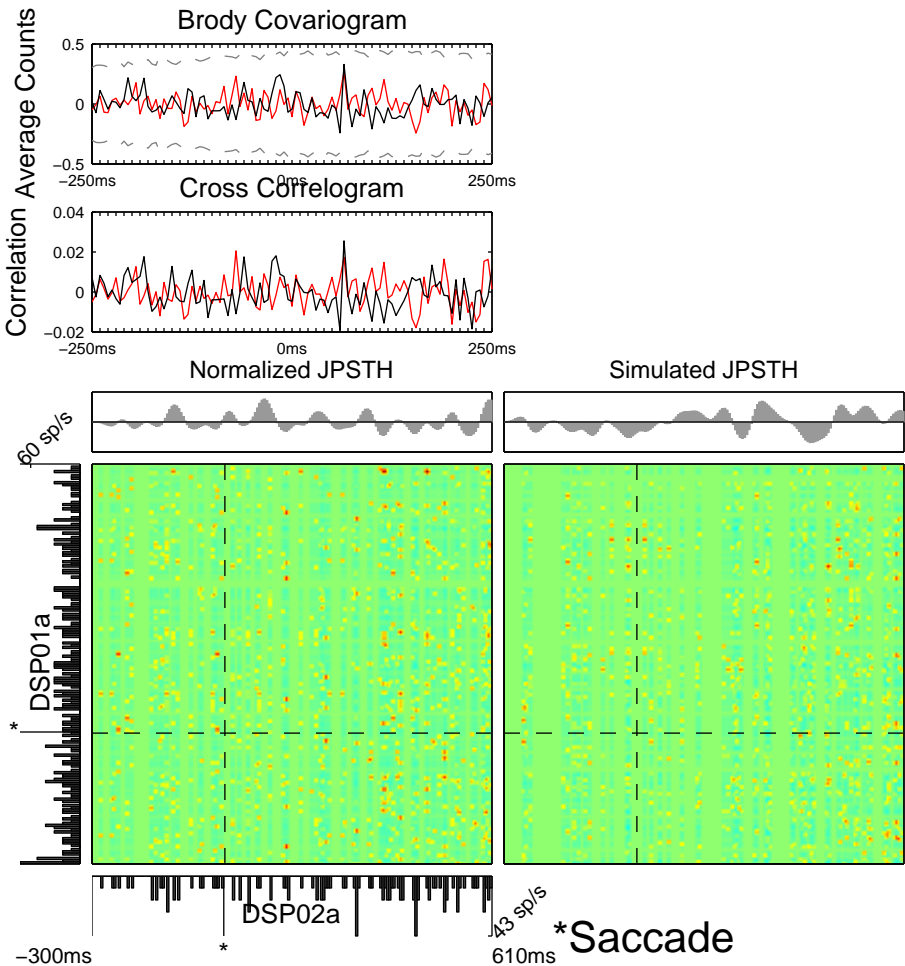 Brody Covariogram
Average Counts
0.5
0
−0.5
−250ms
0ms
250ms
Cross Correlogram
Correlation
0.04
0.02
0
−0.02
−250ms
0ms
250ms
Normalized JPSTH
Simulated JPSTH
60 sp/s
DSP01a
*
DSP02a
43 sp/s
*
*Saccade
−300ms
610ms